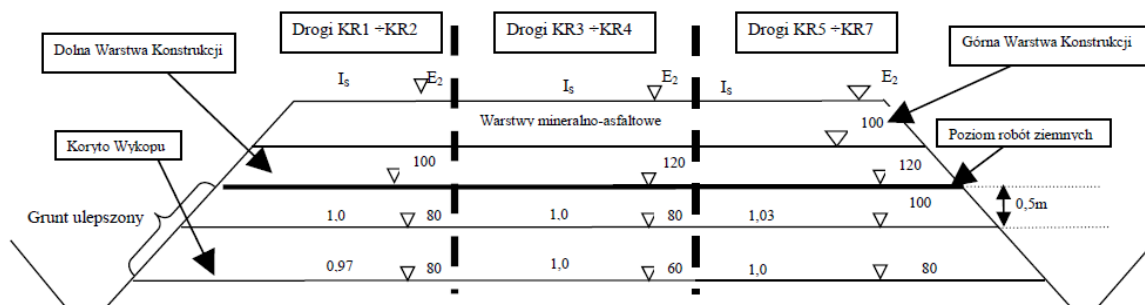 Drogi KR1 ÷KR2
Drogi KR3 ÷KR4
Drogi KR5 ÷KR7
Dolna Warstwa Konstrukcji
Górna Warstwa Konstrukcji
Is E2 Is E2 Is E2
Warstwy mineralno-asfaltowe
100
Koryto Wykopu
Poziom robót ziemnych
100 120 120
Grunt ulepszony
1.0 80 1,0 80 1,03 100
0,5m
0.97 80 1,0 60 1,0 80